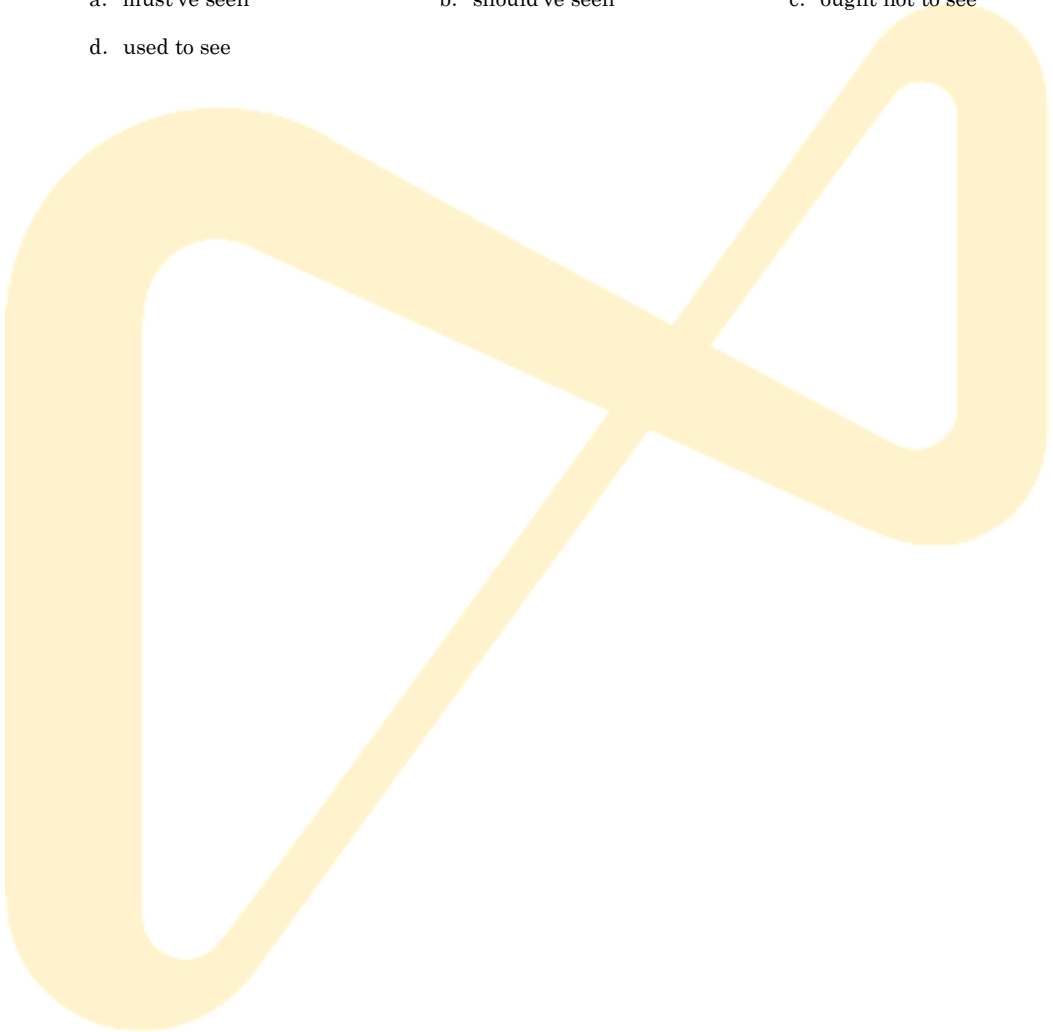 a. must've seen b. should've seen c. ought not to see
d. used to see